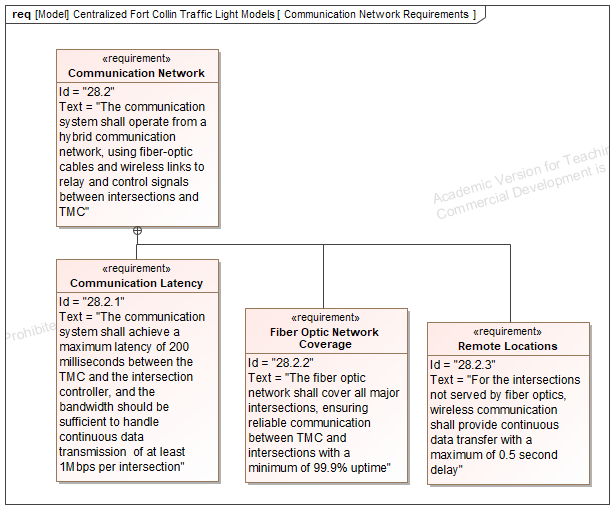 req [Model] Centralized Fort Collin Traffic Light Models [ Communication Network Requirements ]
«requirement»
Communication Network
Id = "28.2"
Text = "The communication
system shall operate from a
hybrid communication
network, using fiber-optic
cables and wireless links to
relay and control signals
between intersections and
TMC"
Academic Version for Teachin
Commercial Development is
Prohibite
«requirement»
Communication Latency
Id = "28.2.1"
Text = "The communication
system shall achieve a
maximum latency of 200
milliseconds between the
TMC and the intersection
controller, and the
bandwidth should be
sufficient to handle
continuous data
transmission of at least
1Mbps per intersection"
«requirement»
Fiber Optic Network
Coverage
Id = "28.2.2"
Text = "The fiber optic
network shall cover all major
intersections, ensuring
reliable communication
between TMC and
intersections with a
minimum of 99.9% uptime"
«requirement»
Remote Locations
Id = "28.2.3"
Text = "For the intersections
not served by fiber optics,
wireless communication
shall provide continuous
data transfer with a
maximum of 0.5 second
delay"